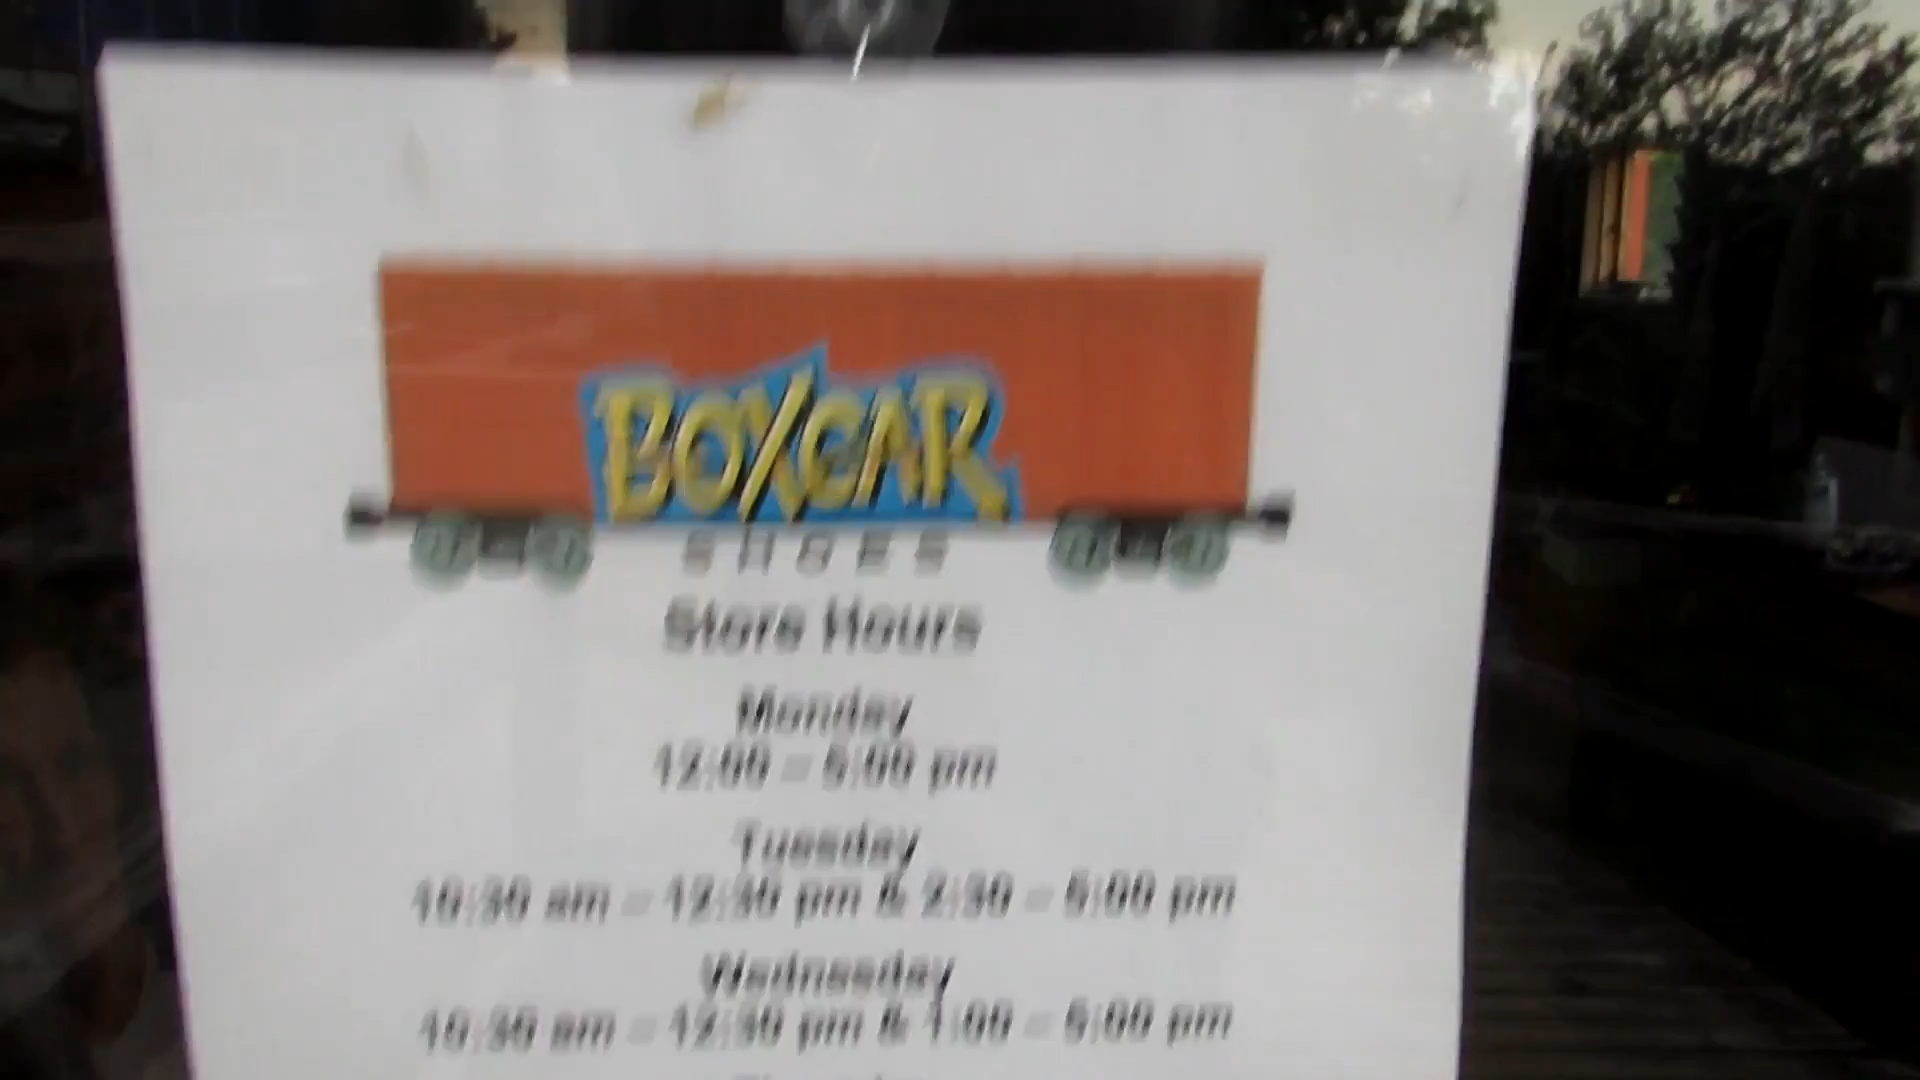 BOXCAR
SHOES
Store Hours
Monday
12:00 – 5:00 pm
Tuesday
10:30 am – 12:30 pm & 2:30 – 5:00 pm
Wednesday
10:30 am – 12:30 pm & 1:00 – 5:00 pm